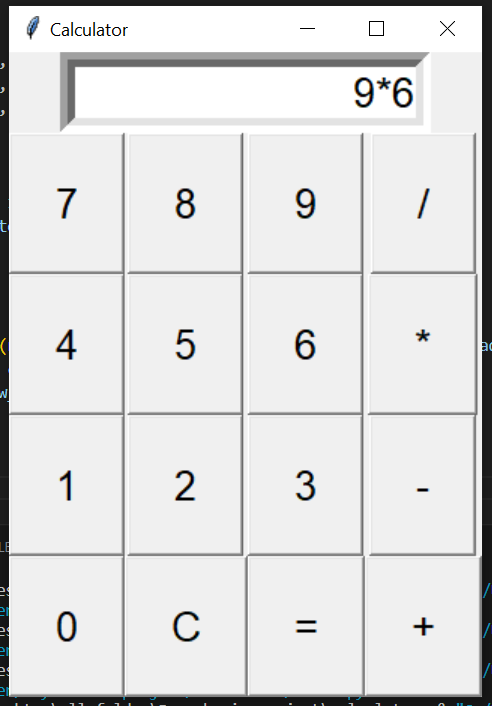 Calculator
9*6
7 8 9 /
4 5 6 *
1 2 3 -
0 C = +